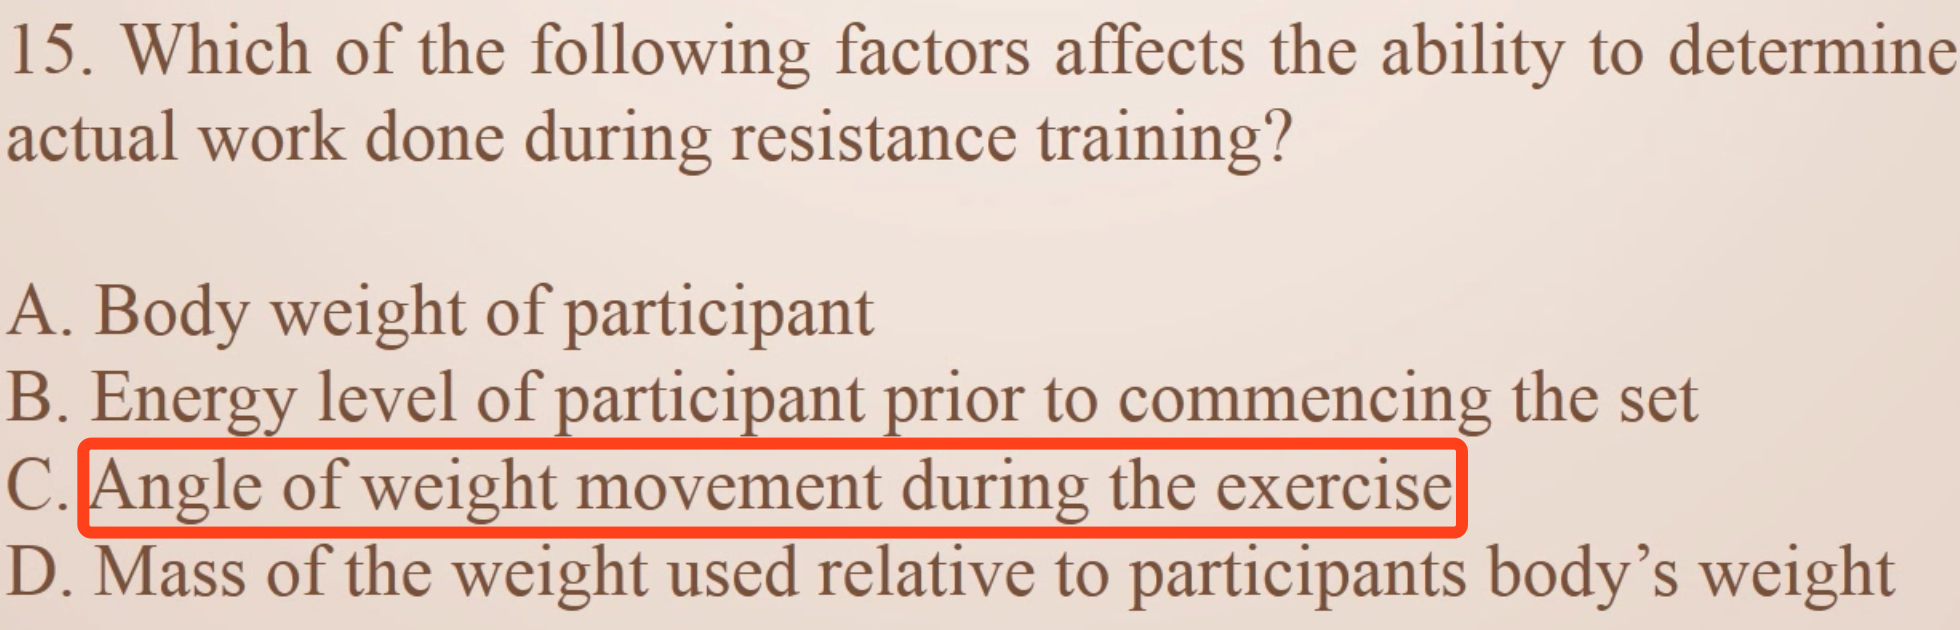 15. Which of the following factors affects the ability to determine
actual work done during resistance training?
A. Body weight of participant
B. Energy level of participant prior to commencing the set
C. Angle of weight movement during the exercise
D. Mass of the weight used relative to participants body’s weight